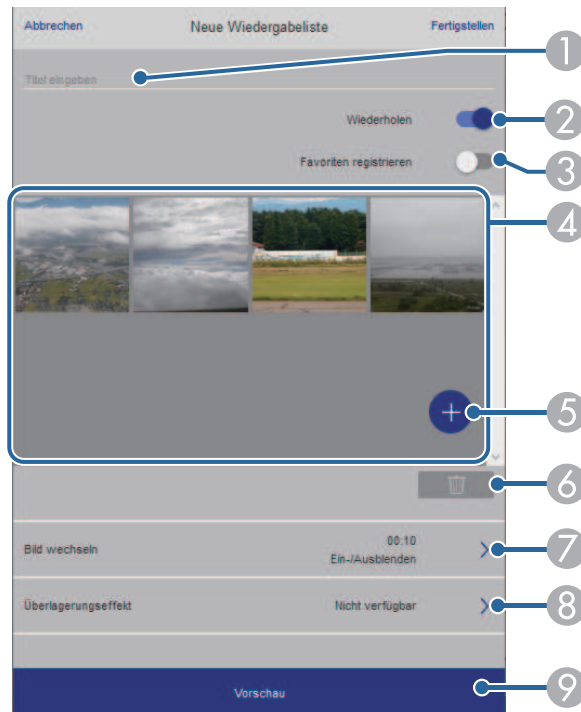 Abbrechen Neue Wiedergabeliste Fertigstellen
1
Titel eingeben
Wiederholen 2
Favoriten registrieren 3
4
+ 5
6
Bild wechseln 00:10 7
Ein-/Ausblenden
Überlagerungseffekt Nicht verfügbar 8
Vorschau 9